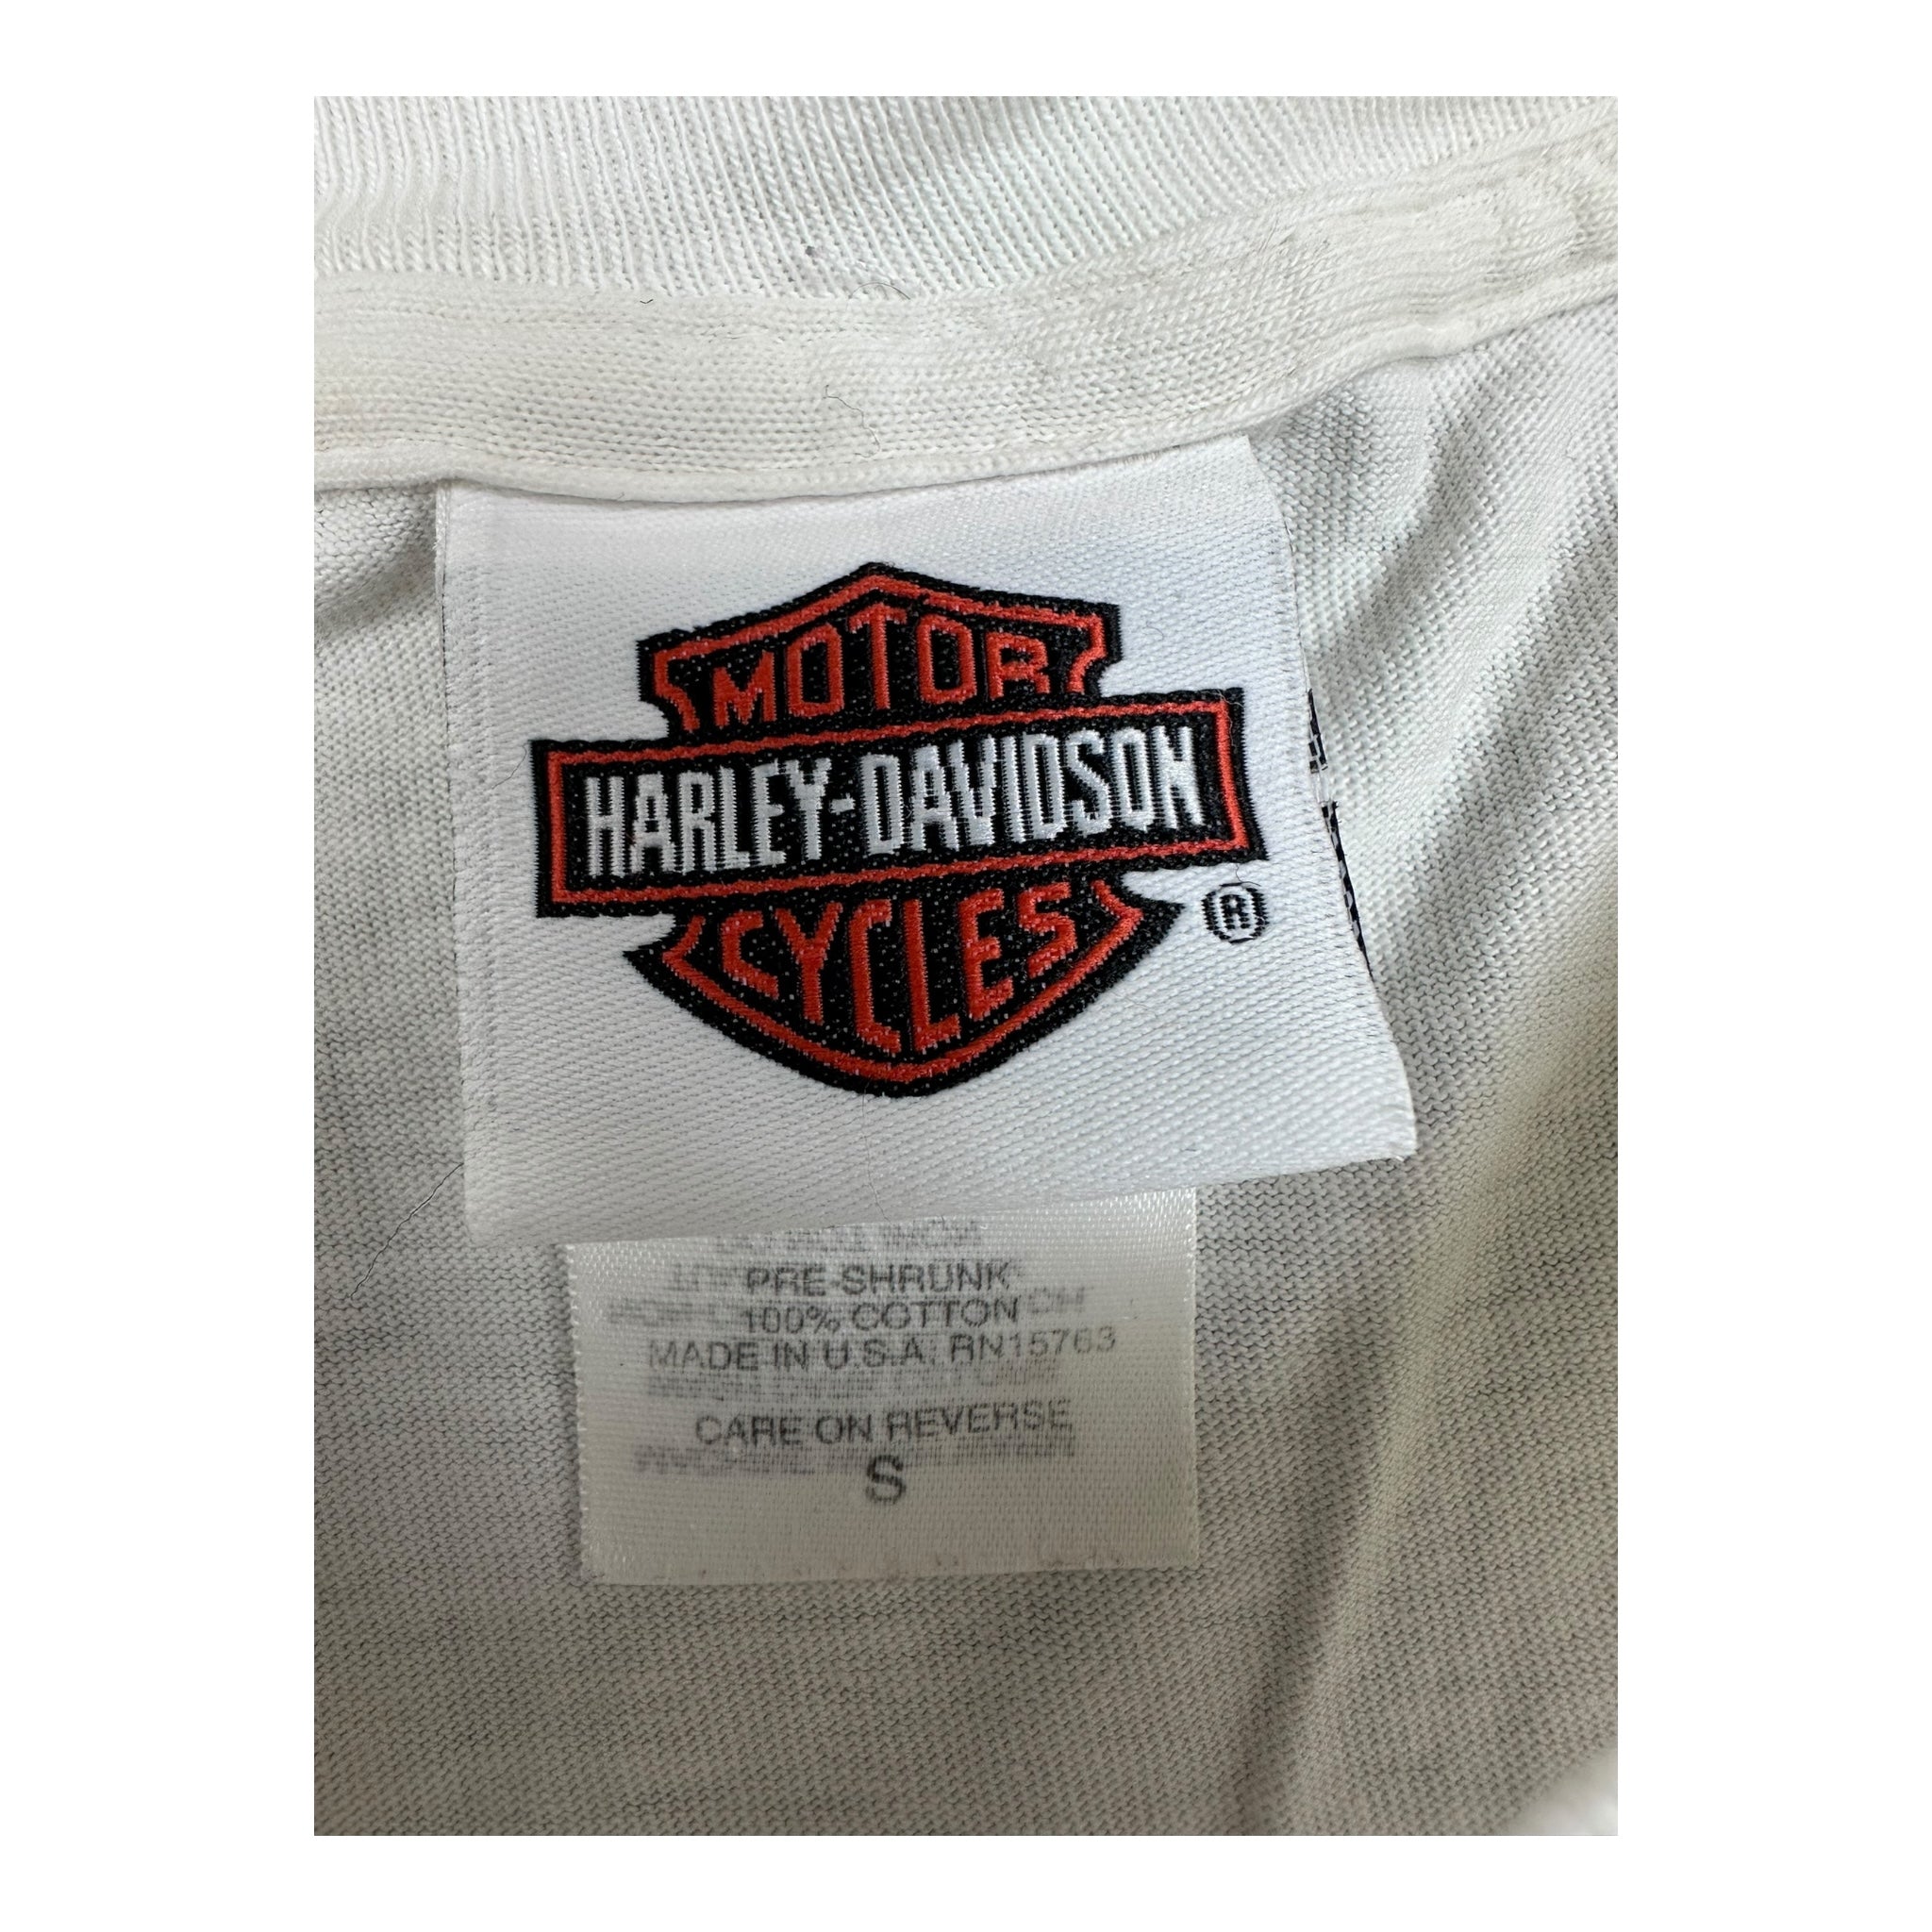 MOTOR
HARLEY-DAVIDSON
CYCLES
®
PRE-SHRUNK
100% COTTON
MADE IN U.S.A. RN15763
CARE ON REVERSE
S